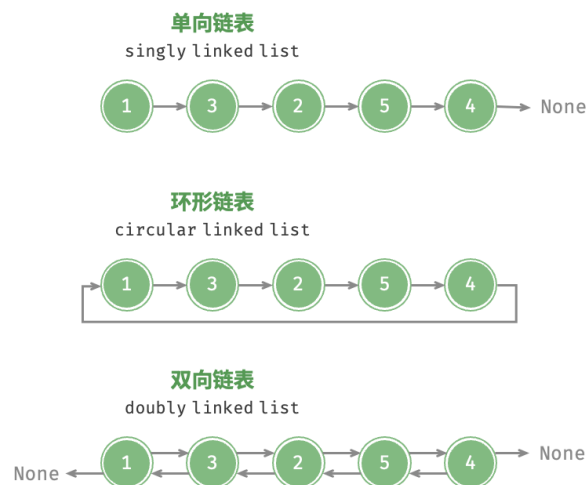 单向链表
singly linked list
1 3 2 5 4 None
环形链表
circular linked list
1 3 2 5 4
双向链表
doubly linked list
1 3 2 5 4 None
None